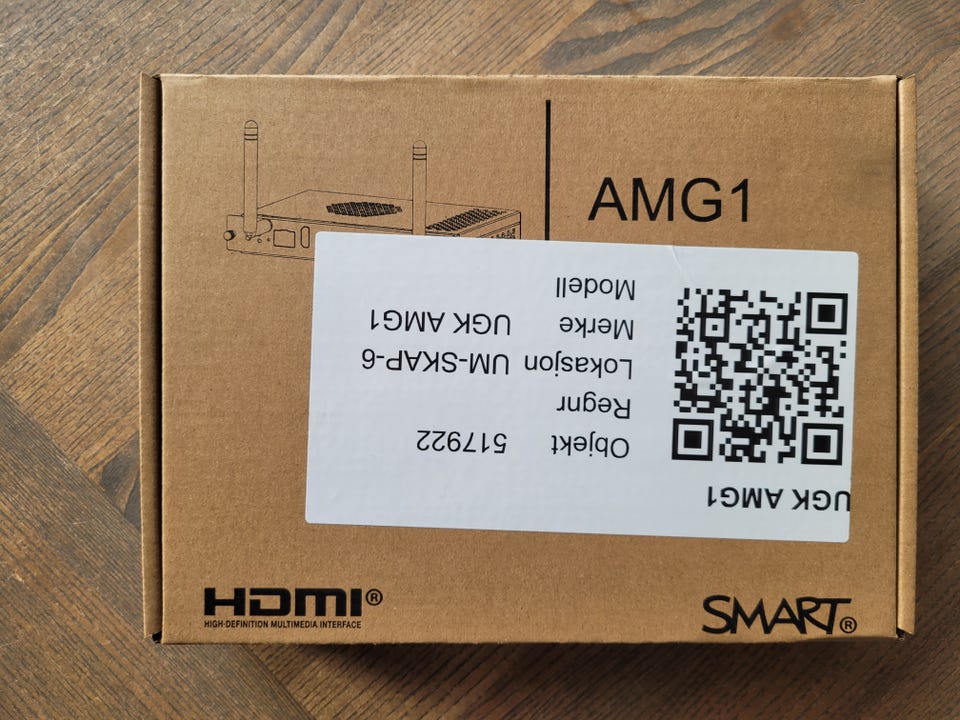 AMG1
UGK AMG1
Objekt 517922
Regnr
Lokasjon UM-SKAP-6
Merke UGK AMG1
Modell
HDMI®
HIGH-DEFINITION MULTIMEDIA INTERFACE
SMART®